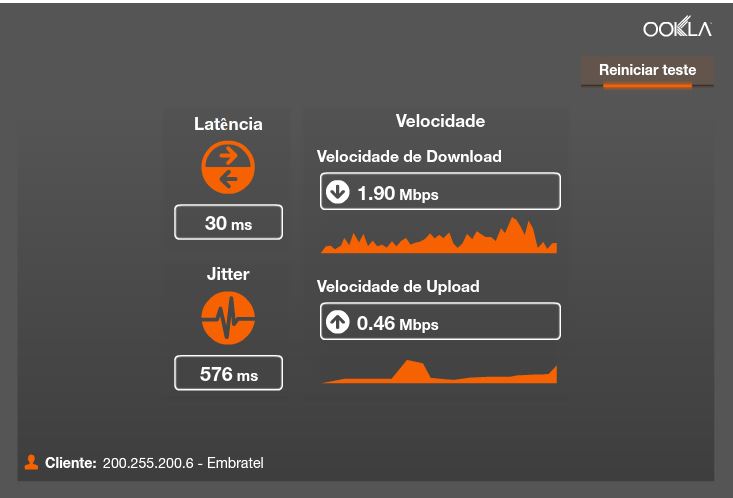 OOKLA
Reiniciar teste
Latência
30 ms
Jitter
576 ms
Velocidade
Velocidade de Download
1.90 Mbps
Velocidade de Upload
0.46 Mbps
Cliente: 200.255.200.6 - Embratel